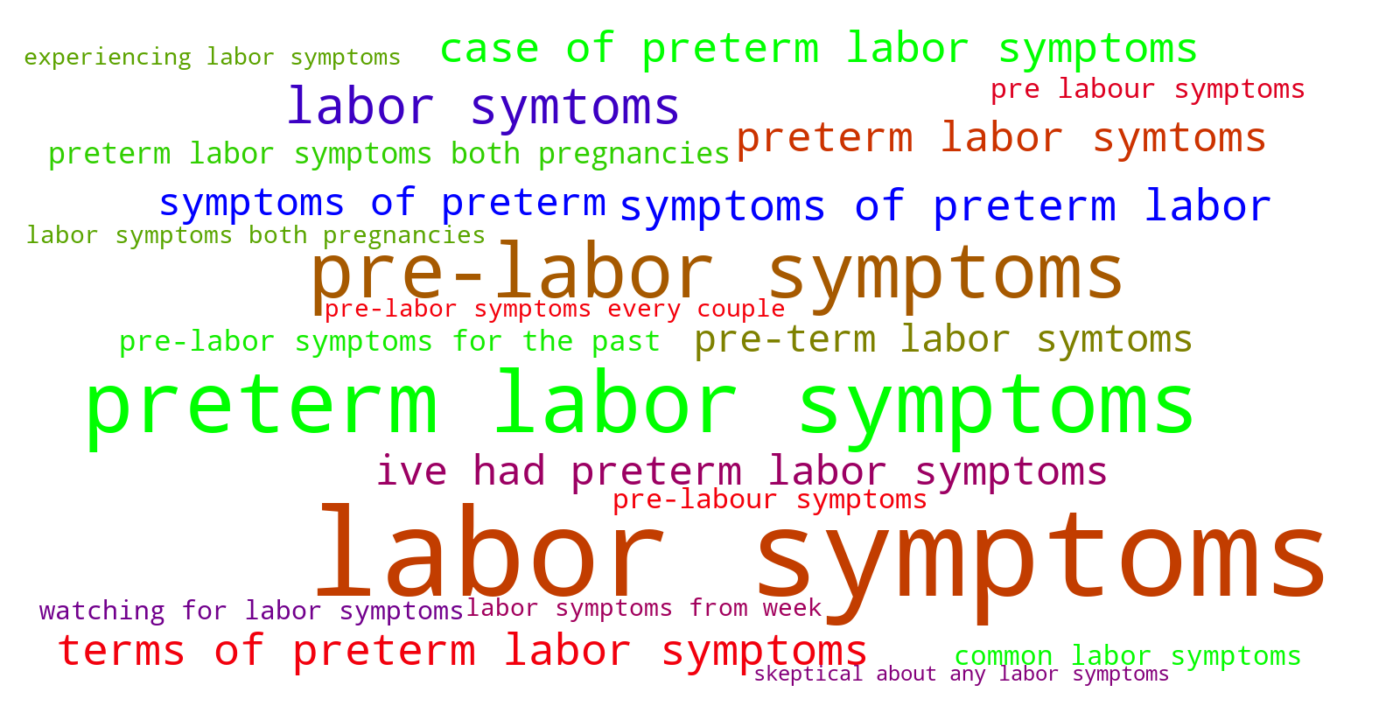 experiencing labor symptoms
case of preterm labor symptoms
pre labour symptoms
labor symtoms
preterm labor symtoms
preterm labor symptoms both pregnancies
symptoms of preterm
symptoms of preterm labor
labor symptoms both pregnancies
pre-labor symptoms
pre-labor symptoms every couple
pre-labor symptoms for the past
pre-term labor symtoms
preterm labor symptoms
ive had preterm labor symptoms
pre-labour symptoms
labor symptoms
watching for labor symptoms
labor symptoms from week
terms of preterm labor symptoms
common labor symptoms
skeptical about any labor symptoms